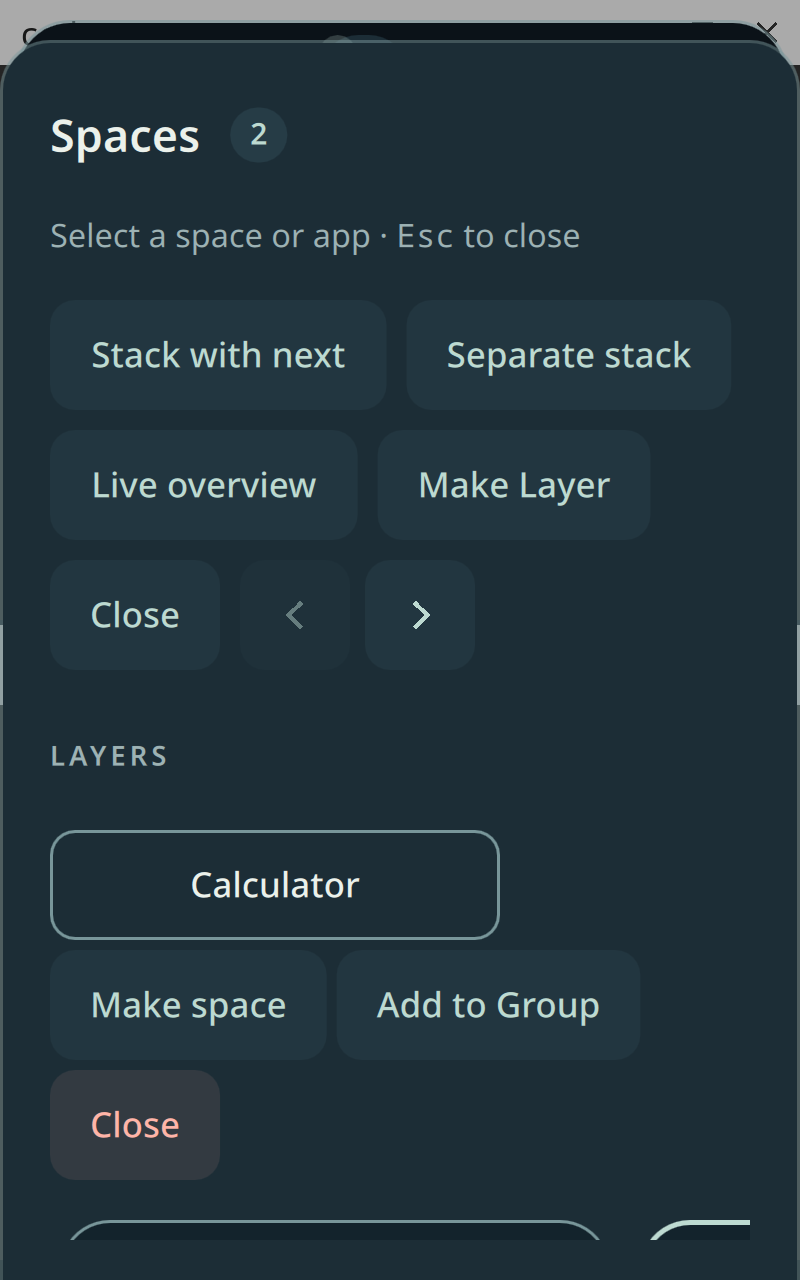 Spaces 2
Select a space or app · Esc to close
Stack with next Separate stack
Live overview Make Layer
Close
LAYERS
Calculator
Make space Add to Group
Close